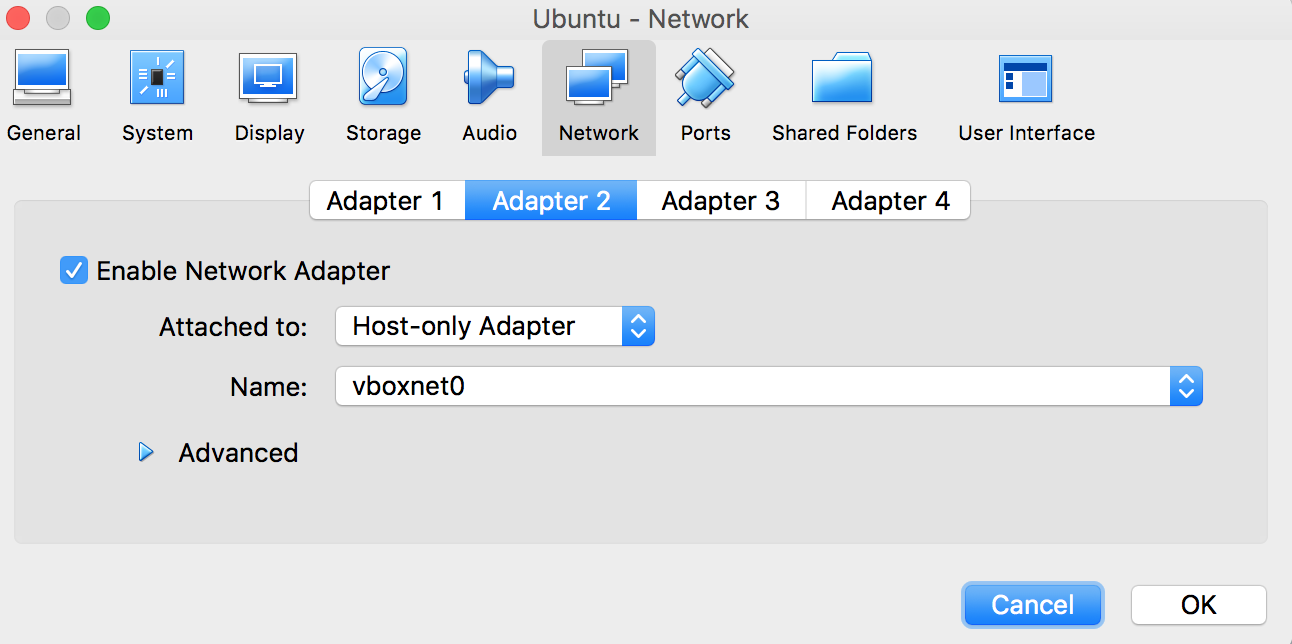 Ubuntu - Network
General System Display Storage Audio Network Ports Shared Folders User Interface
Adapter 1 Adapter 2 Adapter 3 Adapter 4
Enable Network Adapter
Attached to: Host-only Adapter
Name: vboxnet0
Advanced
Cancel OK